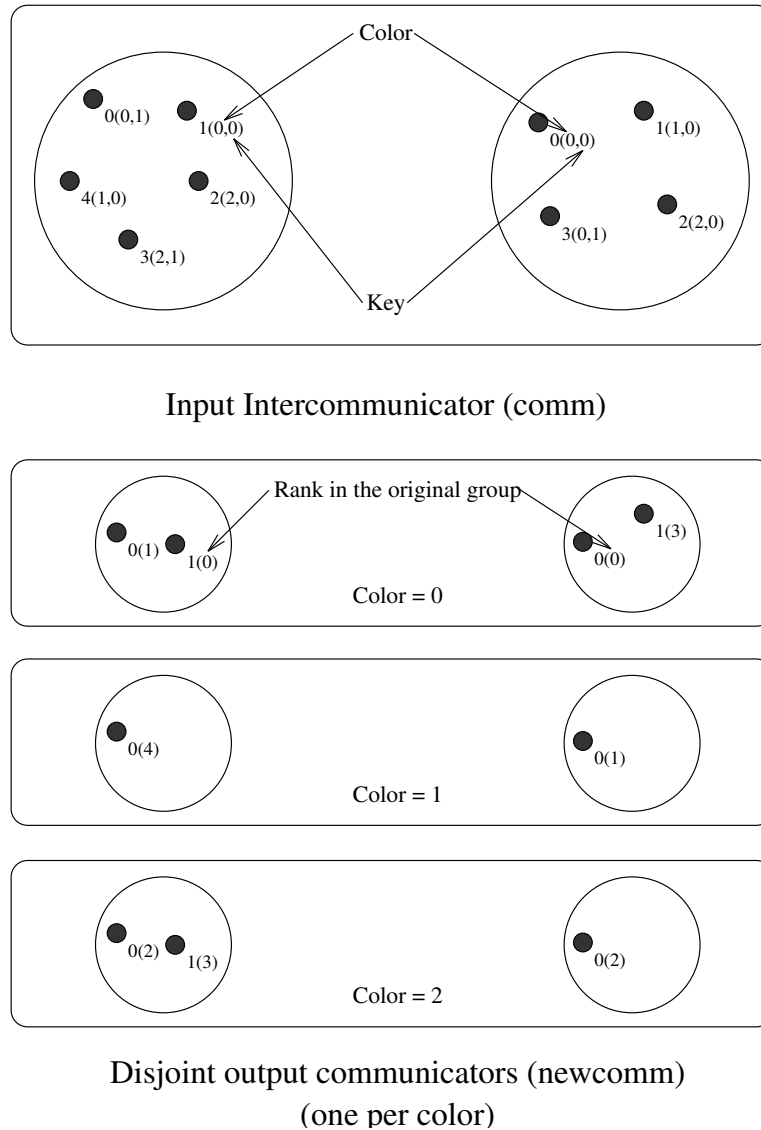 Color
0(0,1)
1(0,0)
4(1,0)
2(2,0)
3(2,1)
0(0,0)
1(1,0)
3(0,1)
2(2,0)
Key
Input Intercommunicator (comm)
Rank in the original group
0(1)
1(0)
0(0)
1(3)
Color = 0
0(4)
0(1)
Color = 1
0(2)
1(3)
0(2)
Color = 2
Disjoint output communicators (newcomm)
(one per color)